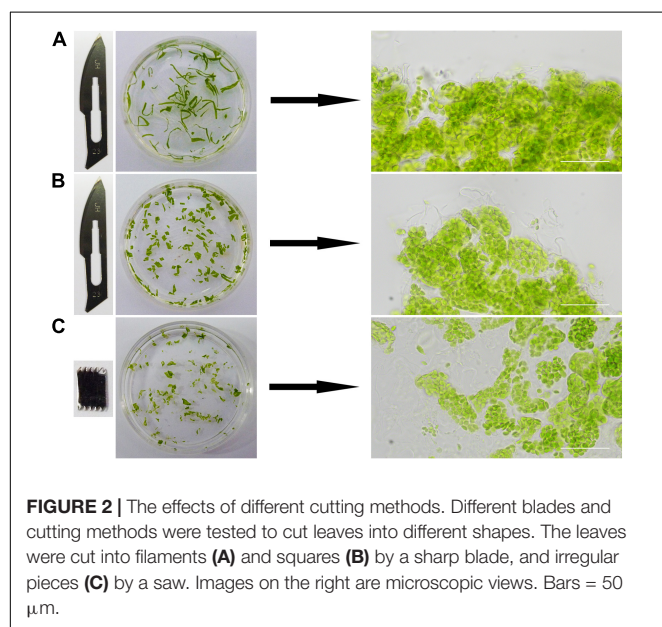 A
B
C
FIGURE 2 | The effects of different cutting methods. Different blades and
cutting methods were tested to cut leaves into different shapes. The leaves
were cut into filaments (A) and squares (B) by a sharp blade, and irregular
pieces (C) by a saw. Images on the right are microscopic views. Bars = 50
μm.